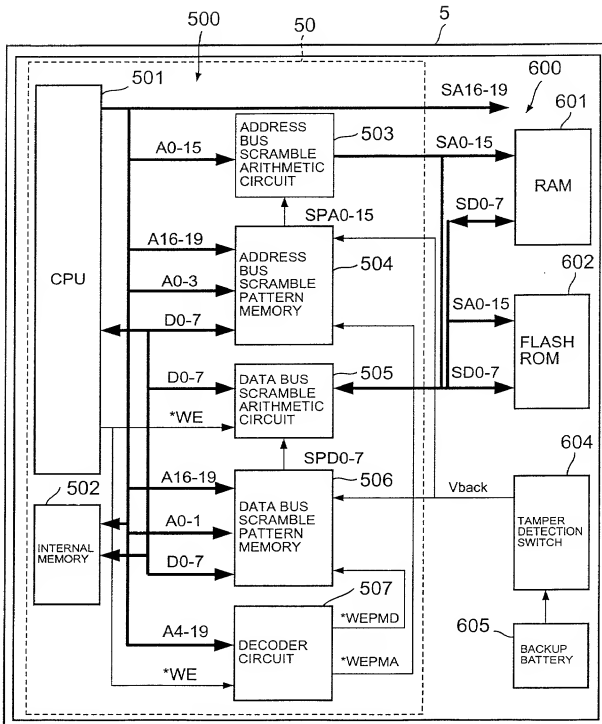 5
50
500
501
SA16-19
600
601
ADDRESS
BUS
SCRAMBLE
ARITHMETIC
CIRCUIT
503
A0-15
SA0-15
RAM
SPA0-15
SD0-7
CPU
A16-19
ADDRESS
BUS
SCRAMBLE
PATTERN
MEMORY
504
A0-3
D0-7
602
SA0-15
FLASH
ROM
D0-7
DATA BUS
SCRAMBLE
ARITHMETIC
CIRCUIT
505
SD0-7
*WE
SPD0-7
604
502
A16-19
506
Vback
INTERNAL
MEMORY
A0-1
DATA BUS
SCRAMBLE
PATTERN
MEMORY
TAMPER
DETECTION
SWITCH
D0-7
507
*WEPMD
A4-19
DECODER
CIRCUIT
605
*WE
*WEPMA
BACKUP
BATTERY